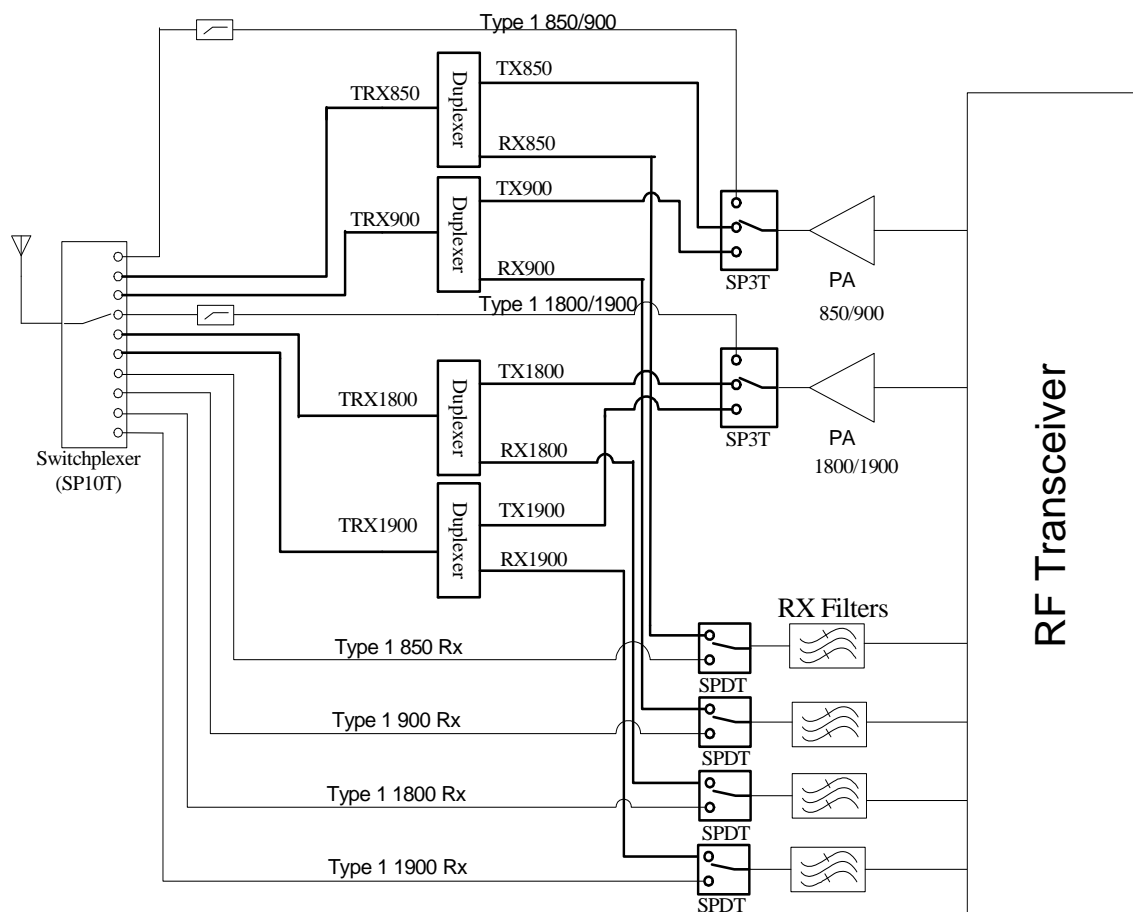 Type 1 850/900
TX850
Duplexer
TRX850
RX850
TX900
Duplexer
TRX900
RX900
SP3T
PA
850/900
Type 1 1800/1900
TX1800
Duplexer
TRX1800
RX1800
SP3T
PA
1800/1900
Switchplexer
(SP10T)
TX1900
Duplexer
TRX1900
RX1900
RF Transceiver
RX Filters
Type 1 850 Rx
SPDT
Type 1 900 Rx
SPDT
Type 1 1800 Rx
SPDT
Type 1 1900 Rx
SPDT